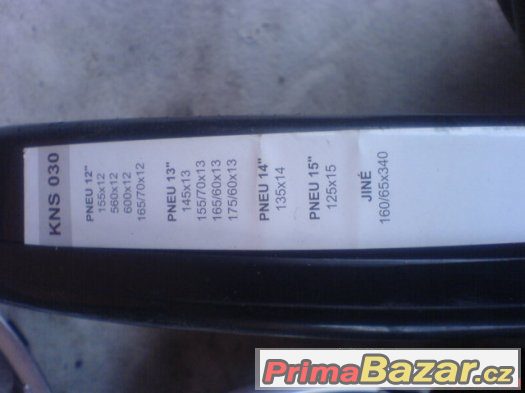 KNS 030
PNEU 12"
155x12
560x12
600x12
165/70x12
PNEU 13"
145x13
155/70x13
165/60x13
175/60x13
PNEU 14"
135x14
PNEU 15"
125x15
JINÉ
160/65x340
PrimaBazar.cz